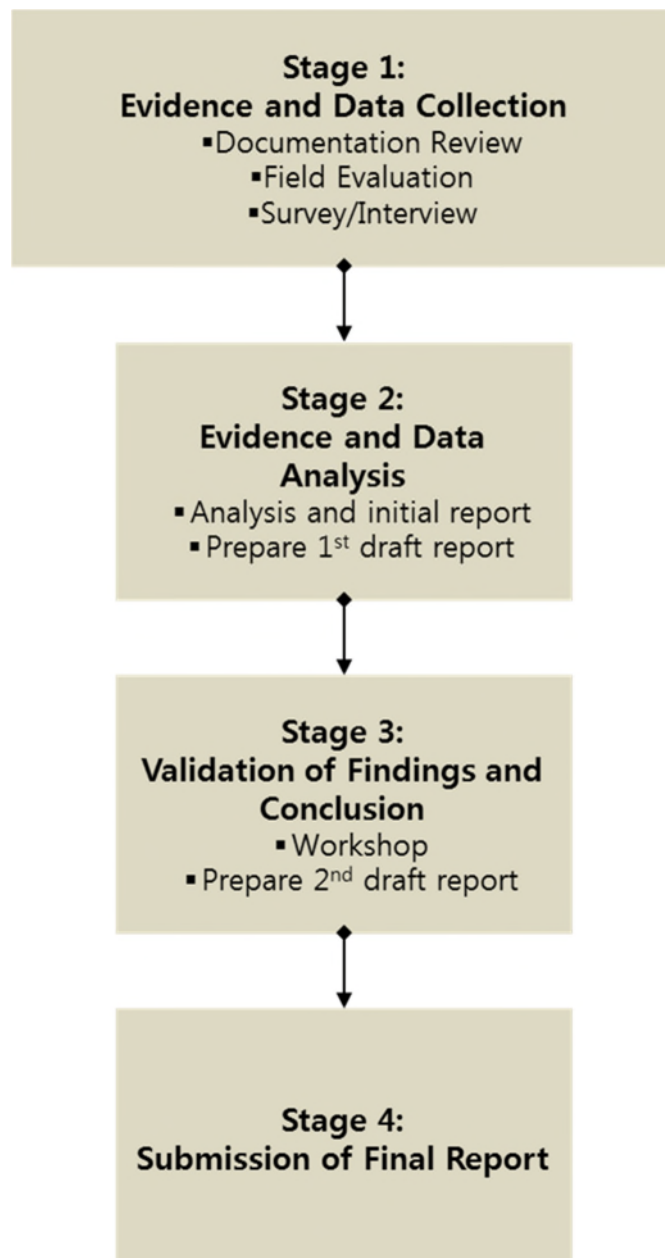 Stage 1:
Evidence and Data Collection
▪Documentation Review
▪Field Evaluation
▪Survey/Interview
Stage 2:
Evidence and Data
Analysis
▪Analysis and initial report
▪Prepare 1st draft report
Stage 3:
Validation of Findings and
Conclusion
▪Workshop
▪Prepare 2nd draft report
Stage 4:
Submission of Final Report